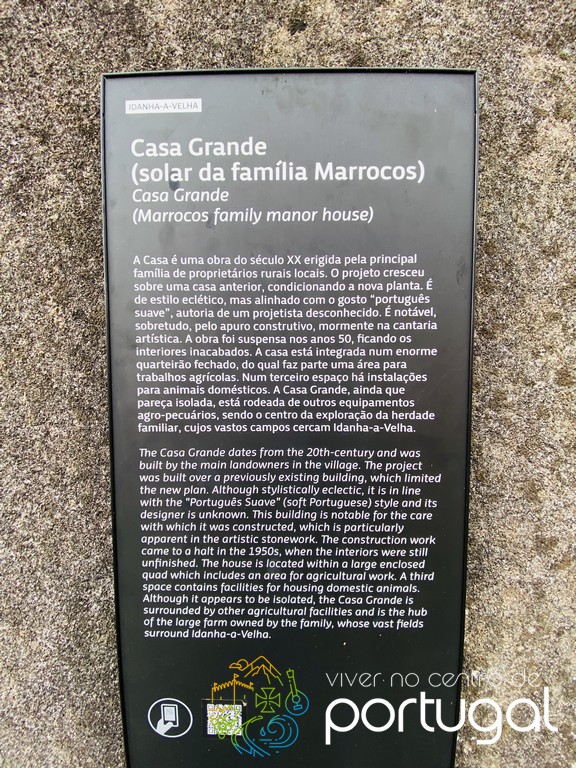 IDANHA-A-VELHA
Casa Grande
(solar da família Marrocos)
Casa Grande
(Marrocos family manor house)
A Casa é uma obra do século XX erigida pela principal
família de proprietários rurais locais. O projeto cresceu
sobre uma casa anterior, condicionando a nova planta. É
de estilo eclético, mas alinhado com o gosto “português
suave”, autoria de um projetista desconhecido. É notável,
sobretudo, pelo apuro construtivo, mormente na cantaria
artística. A obra foi suspensa nos anos 50, ficando os
interiores inacabados. A casa está integrada num enorme
quarteirão fechado, do qual faz parte uma área para
trabalhos agrícolas. Num terceiro espaço há instalações
para animais domésticos. A Casa Grande, ainda que
pareça isolada, está rodeada de outros equipamentos
agro-pecuários, sendo o centro da exploração da herdade
familiar, cujos vastos campos cercam Idanha-a-Velha.
The Casa Grande dates from the 20th-century and was
built by the main landowners in the village. The project
was built over a previously existing building, which limited
the new plan. Although stylistically eclectic, it is in line
with the "Português Suave" (soft Portuguese) style and its
designer is unknown. This building is notable for the care
with which it was constructed, which is particularly
apparent in the artistic stonework. The construction work
came to a halt in the 1950s, when the interiors were still
unfinished. The house is located within a large enclosed
quad which includes an area for agricultural work. A third
space contains facilities for housing domestic animals.
Although it appears to be isolated, the Casa Grande is
surrounded by other agricultural facilities and is the hub
of the large farm owned by the family, whose vast fields
surround Idanha-a-Velha.
viver no centro de
portugal